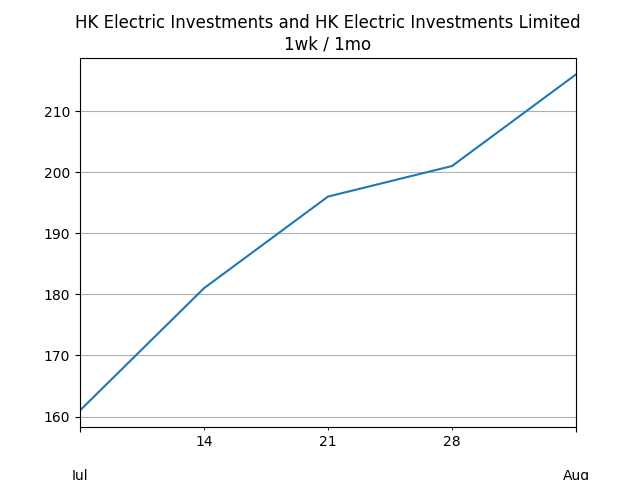 HK Electric Investments and HK Electric Investments Limited
1wk / 1mo
210
200
190
180
170
160
14 21 28
Jul Aug